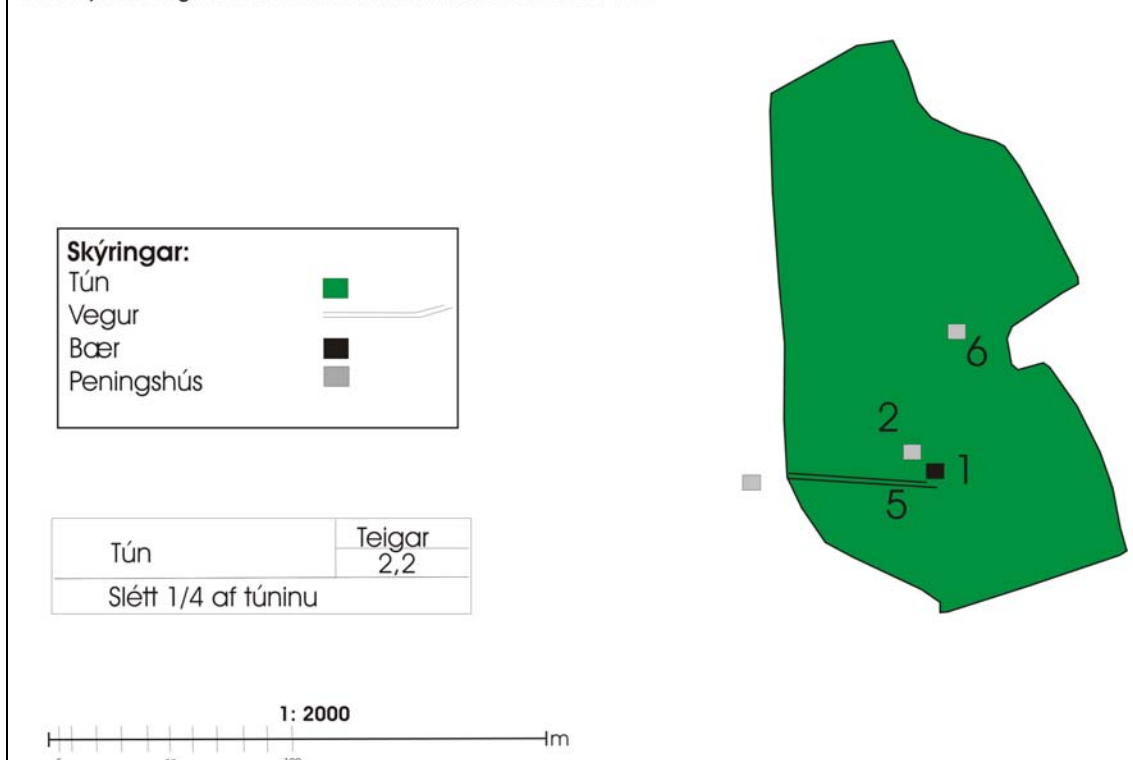 Skýringar:
Tún
Vegur
Bær
Peningshús
6
2
1
5
Tún
Teigar
2,2
Slétt 1/4 af túninu
1: 2000
m